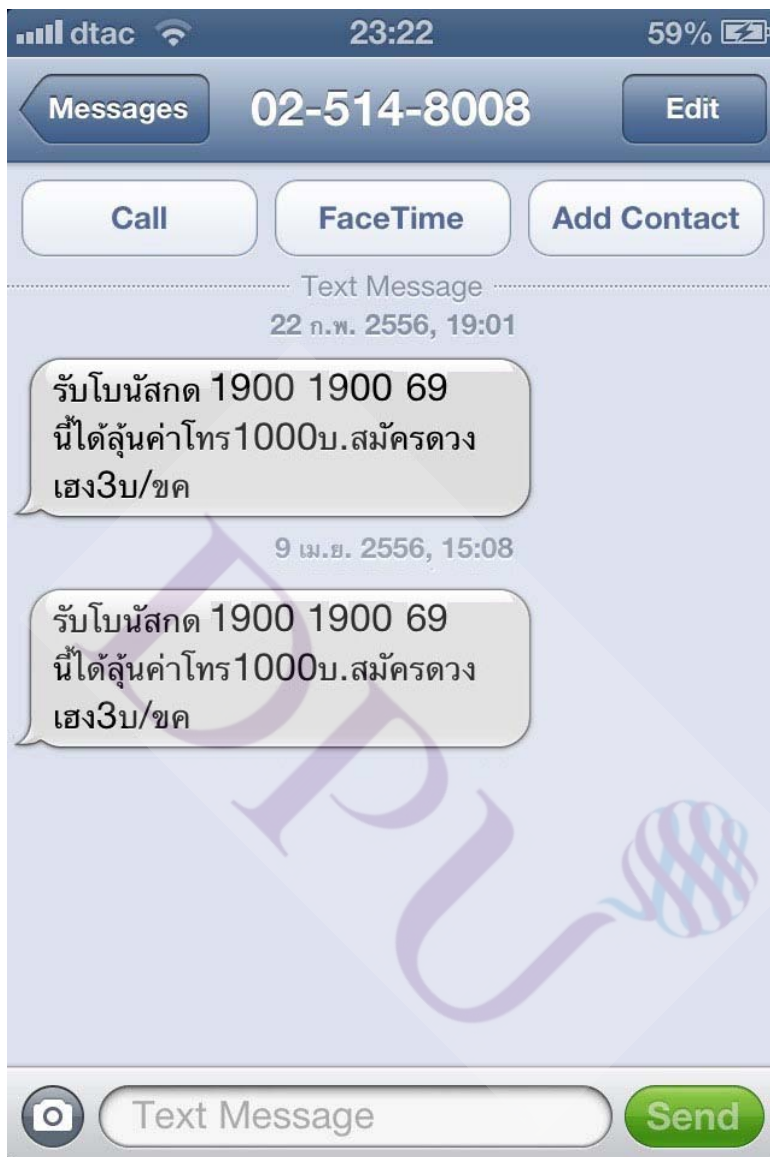 dtac 23:22 59%
Messages 02-514-8008 Edit
Call FaceTime Add Contact
Text Message
22 ก.พ. 2556, 19:01
รับโบนัสกด 1900 1900 69
นี้ได้ลุ้นค่าโทร1000บ.สมัครดวง
เฮง3บ/ขค
9 เม.ย. 2556, 15:08
รับโบนัสกด 1900 1900 69
นี้ได้ลุ้นค่าโทร1000บ.สมัครดวง
เฮง3บ/ขค
DPU
Text Message Send